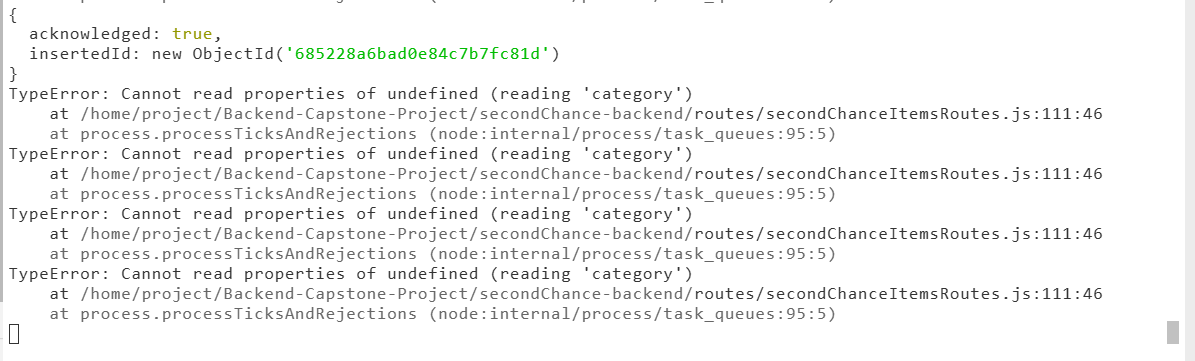 {
  acknowledged: true,
  insertedId: new ObjectId('685228a6bad0e84c7b7fc81d')
}
TypeError: Cannot read properties of undefined (reading 'category')
    at /home/project/Backend-Capstone-Project/secondChance-backend/routes/secondChanceItemsRoutes.js:111:46
    at process.processTicksAndRejections (node:internal/process/task_queues:95:5)
TypeError: Cannot read properties of undefined (reading 'category')
    at /home/project/Backend-Capstone-Project/secondChance-backend/routes/secondChanceItemsRoutes.js:111:46
    at process.processTicksAndRejections (node:internal/process/task_queues:95:5)
TypeError: Cannot read properties of undefined (reading 'category')
    at /home/project/Backend-Capstone-Project/secondChance-backend/routes/secondChanceItemsRoutes.js:111:46
    at process.processTicksAndRejections (node:internal/process/task_queues:95:5)
TypeError: Cannot read properties of undefined (reading 'category')
    at /home/project/Backend-Capstone-Project/secondChance-backend/routes/secondChanceItemsRoutes.js:111:46
    at process.processTicksAndRejections (node:internal/process/task_queues:95:5)